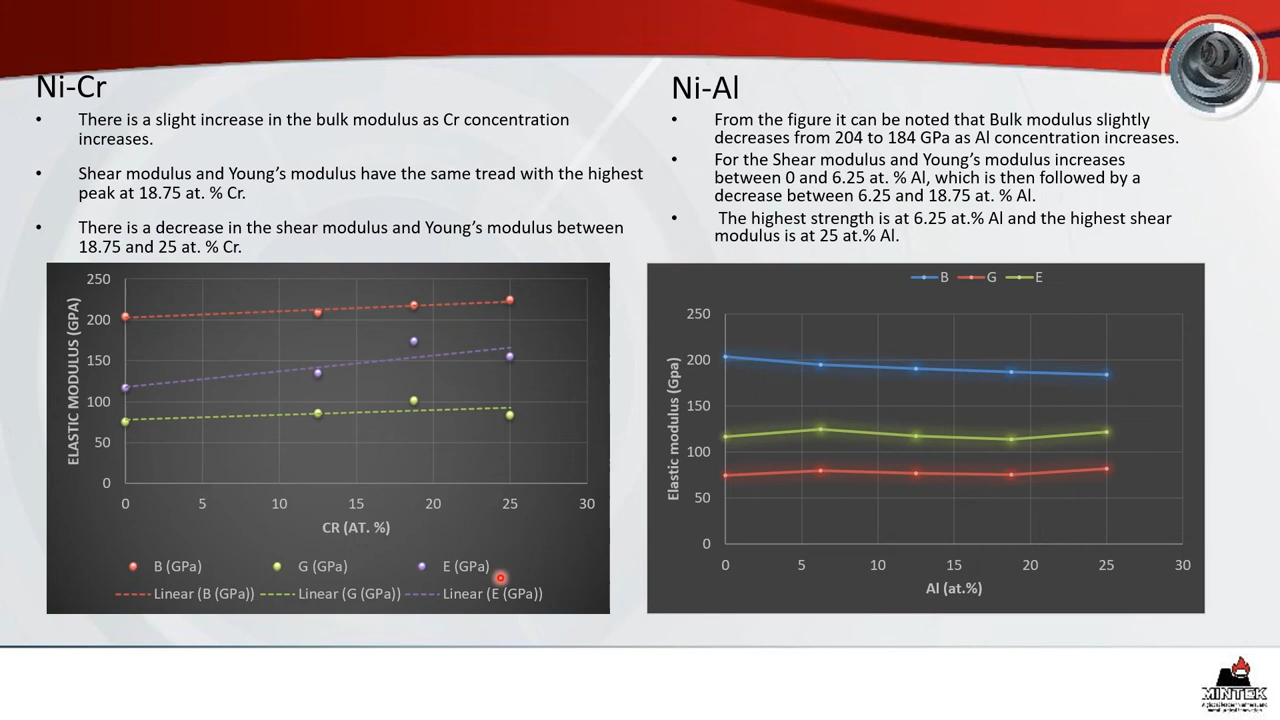 Ni-Cr
• There is a slight increase in the bulk modulus as Cr concentration
increases.
• Shear modulus and Young's modulus have the same tread with the highest
peak at 18.75 at. % Cr.
• There is a decrease in the shear modulus and Young's modulus between
18.75 and 25 at. % Cr.
Ni-Al
• From the figure it can be noted that Bulk modulus slightly
decreases from 204 to 184 GPa as Al concentration increases.
• For the Shear modulus and Young's modulus increases
between 0 and 6.25 at. % Al, which is then followed by a
decrease between 6.25 and 18.75 at. % Al.
• The highest strength is at 6.25 at.% Al and the highest shear
modulus is at 25 at.% Al.
ELASTIC MODULUS (GPA)
250
200
150
100
50
0
0 5 10 15 20 25 30
CR (AT. %)
B (GPa) G (GPa) E (GPa)
Linear (B (GPa)) Linear (G (GPa)) Linear (E (GPa))
B G E
Elastic modulus (Gpa)
250
200
150
100
50
0
0 5 10 15 20 25 30
Al (at.%)
MINTEK